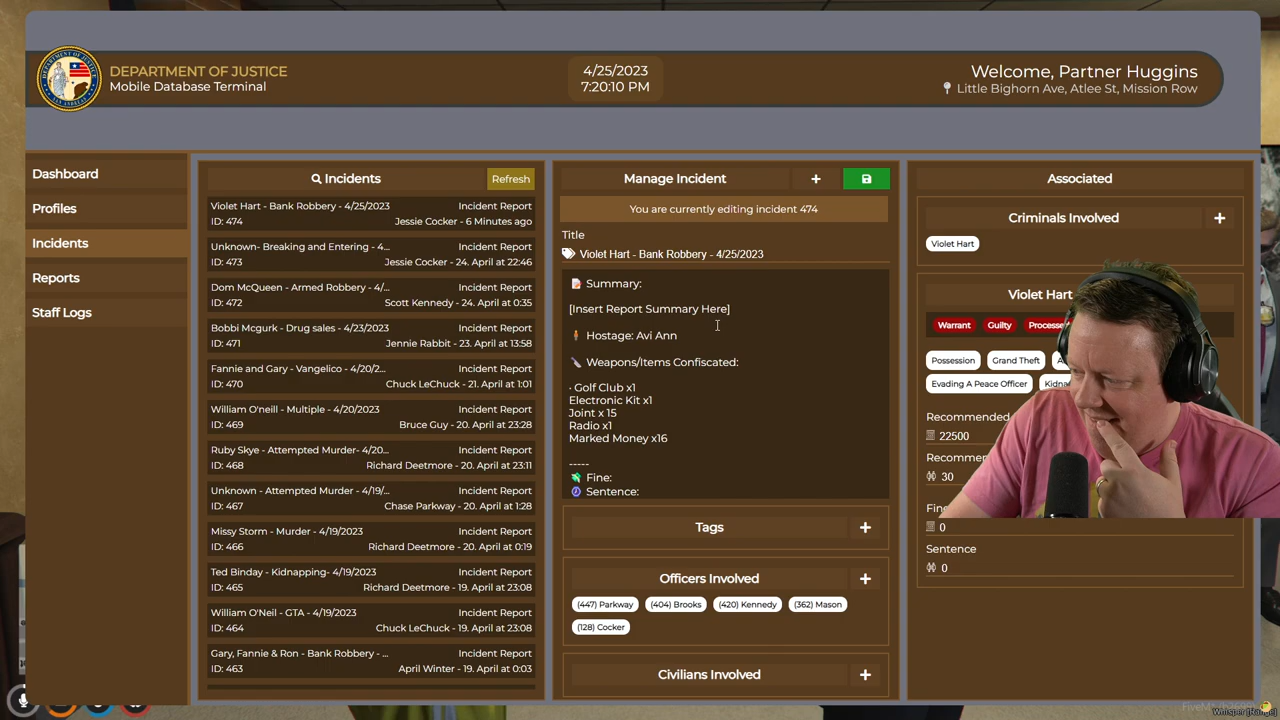 DEPARTMENT OF JUSTICE
Mobile Database Terminal
4/25/2023
7:20:10 PM
Welcome, Partner Huggins
Little Bighorn Ave, Atlee St, Mission Row
Dashboard
Profiles
Incidents
Reports
Staff Logs
Incidents
Refresh
Violet Hart - Bank Robbery - 4/25/2023 Incident Report
ID: 474 Jessie Cocker - 6 Minutes ago
Unknown- Breaking and Entering - 4... Incident Report
ID: 473 Jessie Cocker - 24. April at 22:46
Dom McQueen - Armed Robbery - 4/... Incident Report
ID: 472 Scott Kennedy - 24. April at 0:35
Bobbi Mcgurk - Drug sales - 4/23/2023 Incident Report
ID: 471 Jennie Rabbit - 23. April at 13:58
Fannie and Gary - Vangelico - 4/20/2... Incident Report
ID: 470 Chuck LeChuck - 21. April at 1:01
William O'neill - Multiple - 4/20/2023 Incident Report
ID: 469 Bruce Guy - 20. April at 23:28
Ruby Skye - Attempted Murder- 4/20... Incident Report
ID: 468 Richard Deetmore - 20. April at 23:11
Unknown - Attempted Murder - 4/19/... Incident Report
ID: 467 Chase Parkway - 20. April at 1:28
Missy Storm - Murder - 4/19/2023 Incident Report
ID: 466 Richard Deetmore - 20. April at 0:19
Ted Binday - Kidnapping- 4/19/2023 Incident Report
ID: 465 Richard Deetmore - 19. April at 23:08
William O'Neil - GTA - 4/19/2023 Incident Report
ID: 464 Chuck LeChuck - 19. April at 23:08
Gary, Fannie & Ron - Bank Robbery - ... Incident Report
ID: 463 April Winter - 19. April at 0:03
Manage Incident
You are currently editing incident 474
Title
Violet Hart - Bank Robbery - 4/25/2023
Summary:
[Insert Report Summary Here]
Hostage: Avi Ann
Weapons/Items Confiscated:
· Golf Club x1
Electronic Kit x1
Joint x 15
Radio x1
Marked Money x16
-----
Fine:
Sentence:
Tags
Officers Involved
(447) Parkway (404) Brooks (420) Kennedy (362) Mason
(128) Cocker
Civilians Involved
Associated
Criminals Involved
Violet Hart
Violet Hart
Warrant Guilty
Possession Grand Theft
Evading A Peace Officer
Recommended
22500
30
0
Sentence
0